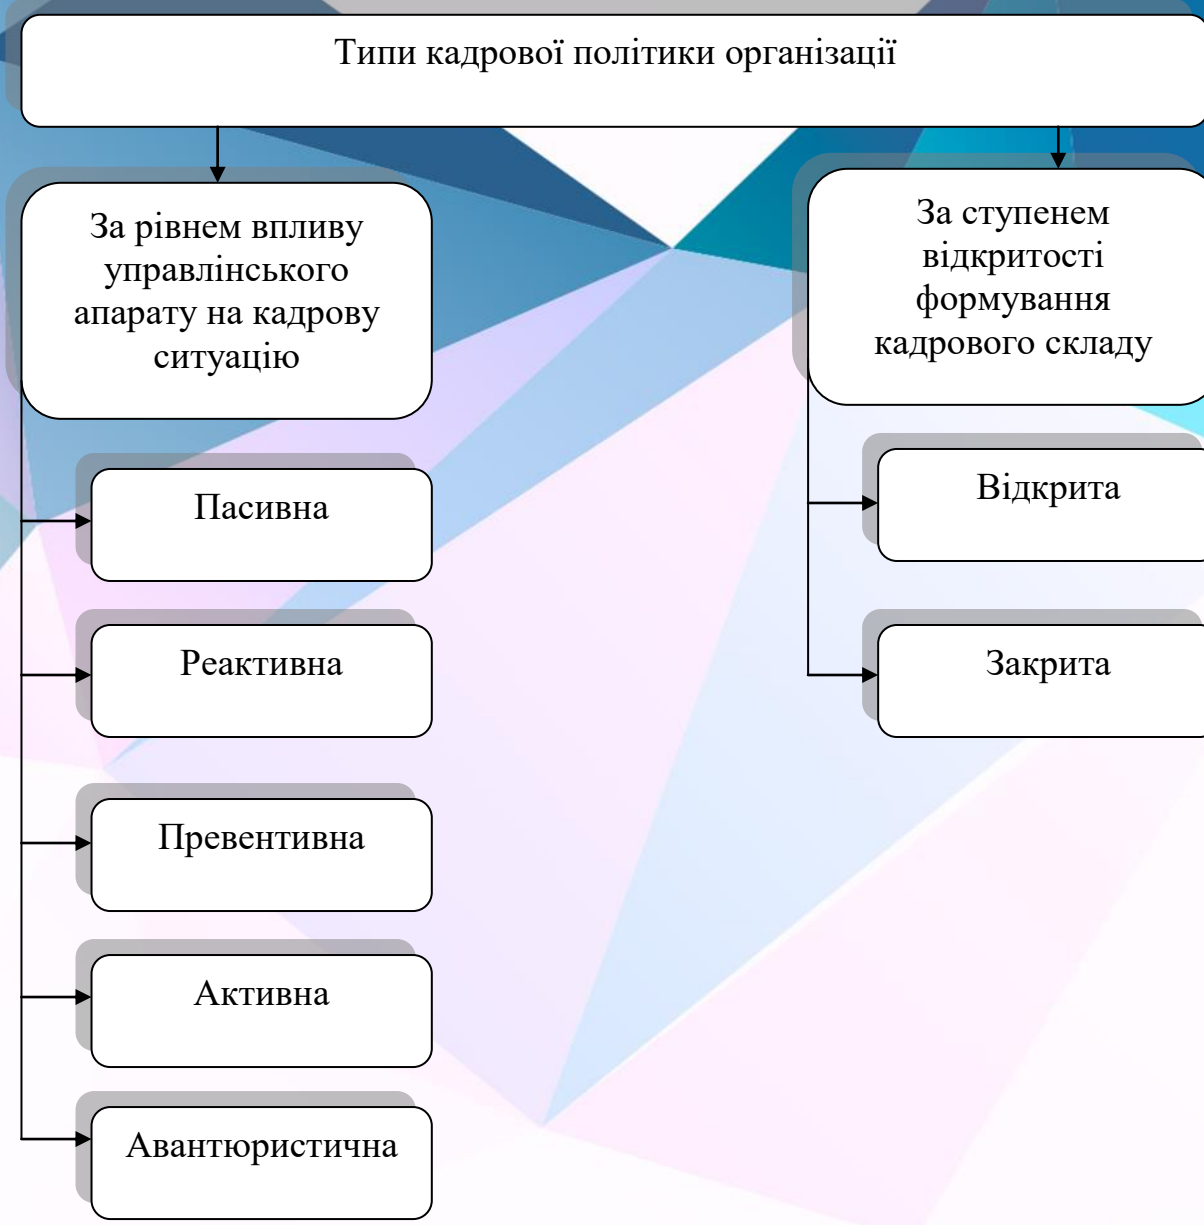 Типи кадрової політики організації
За рівнем впливу
управлінського
апарату на кадрову
ситуацію
Пасивна
Реактивна
Превентивна
Активна
Авантюристична
За ступенем
відкритості
формування
кадрового складу
Відкрита
Закрита